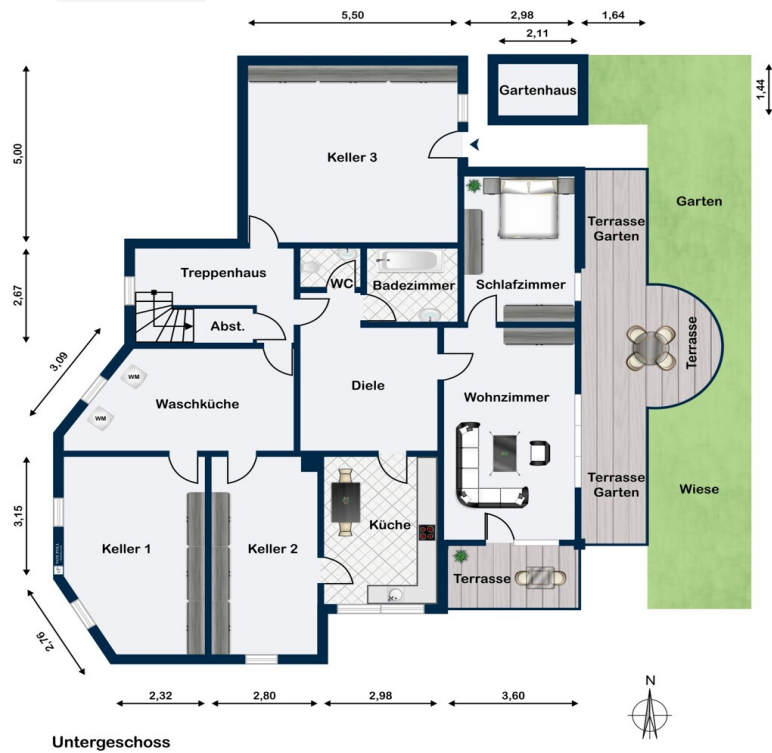 5,50
2,98
1,64
2,11
1,44
Gartenhaus
5,00
Keller 3
Garten
Terrasse
Garten
Treppenhaus
WC
Badezimmer
Schlafzimmer
2,67
Abst.
Terrasse
3,09
WM
WM
Waschküche
Diele
Wohnzimmer
3,15
Keller 1
Keller 2
Küche
Terrasse
Garten
Wiese
Terrasse
2,76
2,32
2,80
2,98
3,60
N
Untergeschoss